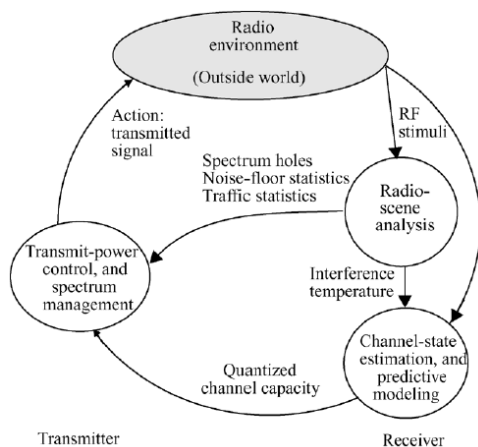 Radio
environment
(Outside world)
Action:
transmitted
signal
RF
stimuli
Spectrum holes
Noise-floor statistics
Traffic statistics
Radio-
scene
analysis
Transmit-power
control, and
spectrum
management
Interference
temperature
Channel-state
estimation, and
predictive
modeling
Quantized
channel capacity
Transmitter
Receiver